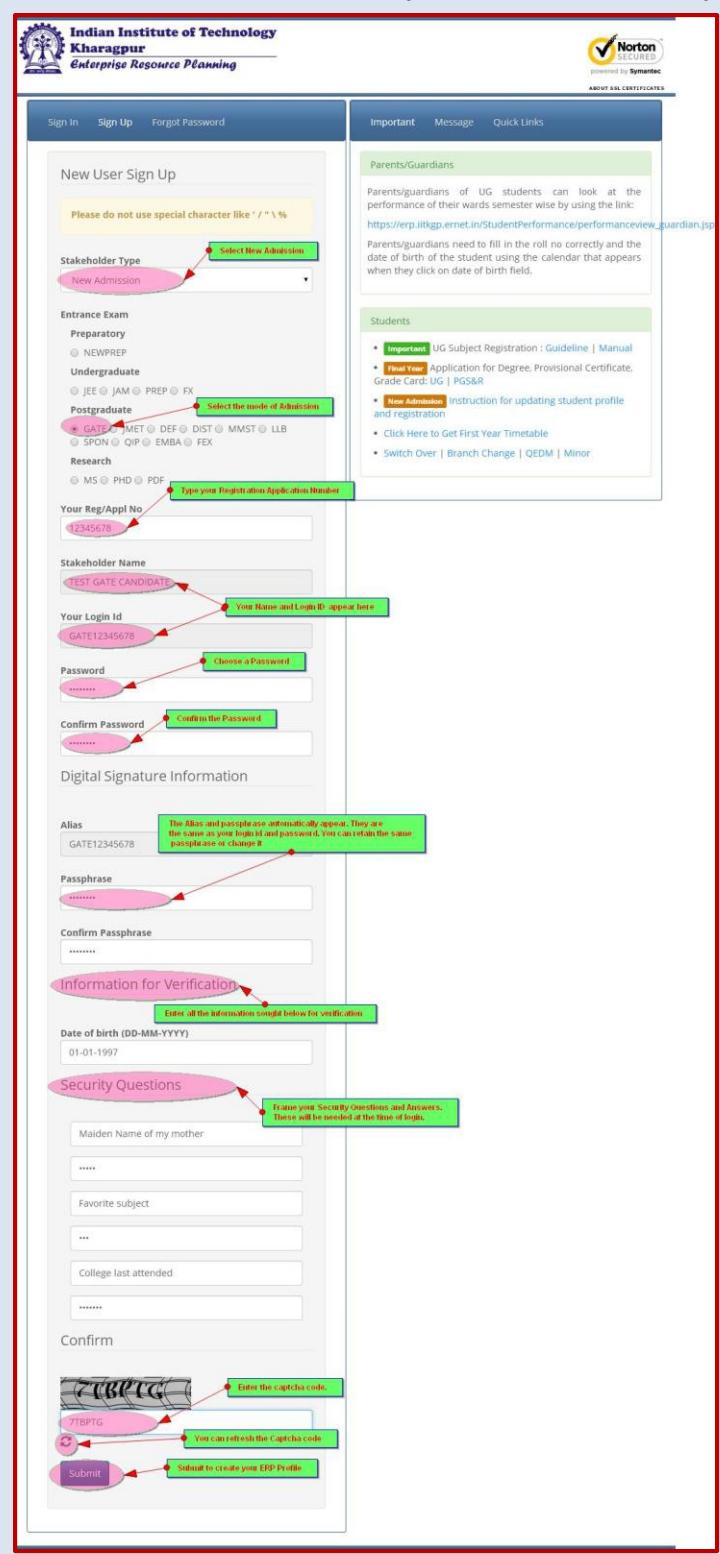 Indian Institute of Technology
Kharagpur
Enterprise Resource Planning
Norton
SECURED
powered by Symantec
ABOUT SSL CERTIFICATES
Sign In Sign Up Forgot Password
New User Sign Up
Please do not use special character like ' / " \ %
Select New Admission
Stakeholder Type
New Admission
Entrance Exam
Preparatory
NEWPREP
Undergraduate
JEE JAM PREP FX
Select the mode of Admission
Postgraduate
GATE JMET DEF DIST MMST LLB
SPON QIP EMBA FEX
Research
MS PHD PDF
Type your Registration Application Number
Your Reg/Appl No
12345678
Stakeholder Name
TEST GATE CANDIDATE
Your Name and Login ID appear here
Your Login Id
GATE12345678
Choose a Password
Password
........
Confirm the Password
Confirm Password
........
Digital Signature Information
The Alias and passphrase automatically appear. They are
the same as your login id and password. You can retain the same
passphrase or change it
Alias
GATE12345678
Passphrase
........
Confirm Passphrase
........
Information for Verification
Enter all the information sought below for verification
Date of birth (DD-MM-YYYY)
01-01-1997
Security Questions
Frame your Security Questions and Answers.
These will be needed at the time of login.
Maiden Name of my mother
.....
Favorite subject
...
College last attended
.......
Confirm
7TBPTG
Enter the captcha code.
7TBPTG
You can refresh the Captcha code
Submit
Submit to create your ERP Profile
Important Message Quick Links
Parents/Guardians
Parents/guardians of UG students can look at the
performance of their wards semester wise by using the link:
https://erp.iitkgp.ernet.in/StudentPerformance/performanceview_guardian.jsp
Parents/guardians need to fill in the roll no correctly and the
date of birth of the student using the calendar that appears
when they click on date of birth field.
Students
• Important UG Subject Registration : Guideline | Manual
• Final Year Application for Degree, Provisional Certificate,
Grade Card: UG | PGS&R
• New Admission Instruction for updating student profile
and registration
• Click Here to Get First Year Timetable
• Switch Over | Branch Change | QEDM | Minor